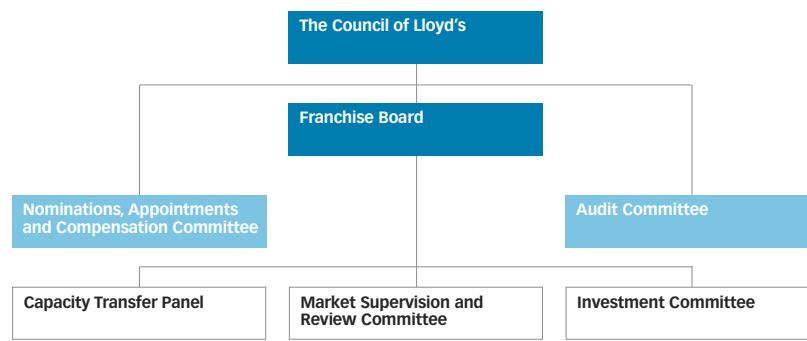 The Council of Lloyd's
Franchise Board
Nominations, Appointments
and Compensation Committee
Audit Committee
Capacity Transfer Panel
Market Supervision and
Review Committee
Investment Committee